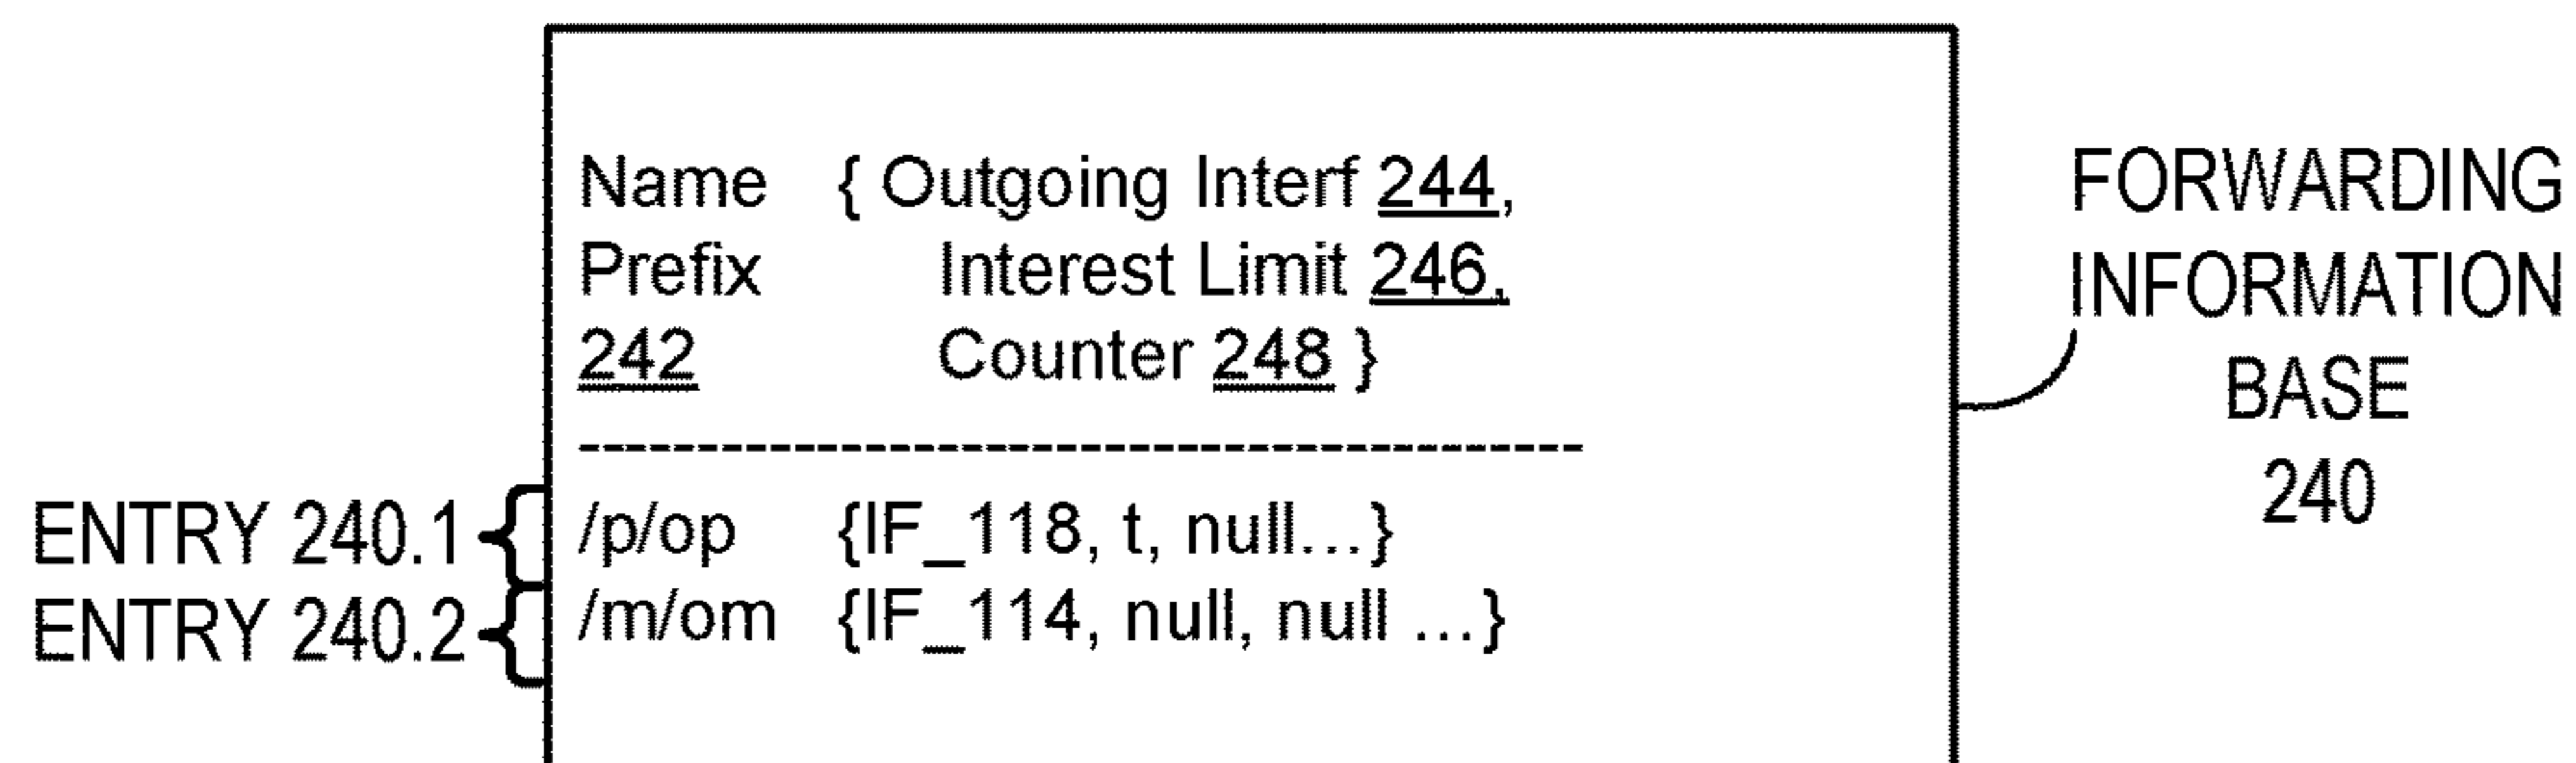 Name { Outgoing Interf 244,
Prefix Interest Limit 246,
242 Counter 248 }
------------------------------------------
ENTRY 240.1 /p/op {IF_118, t, null...}
ENTRY 240.2 /m/om {IF_114, null, null ...}
FORWARDING
INFORMATION
BASE
240